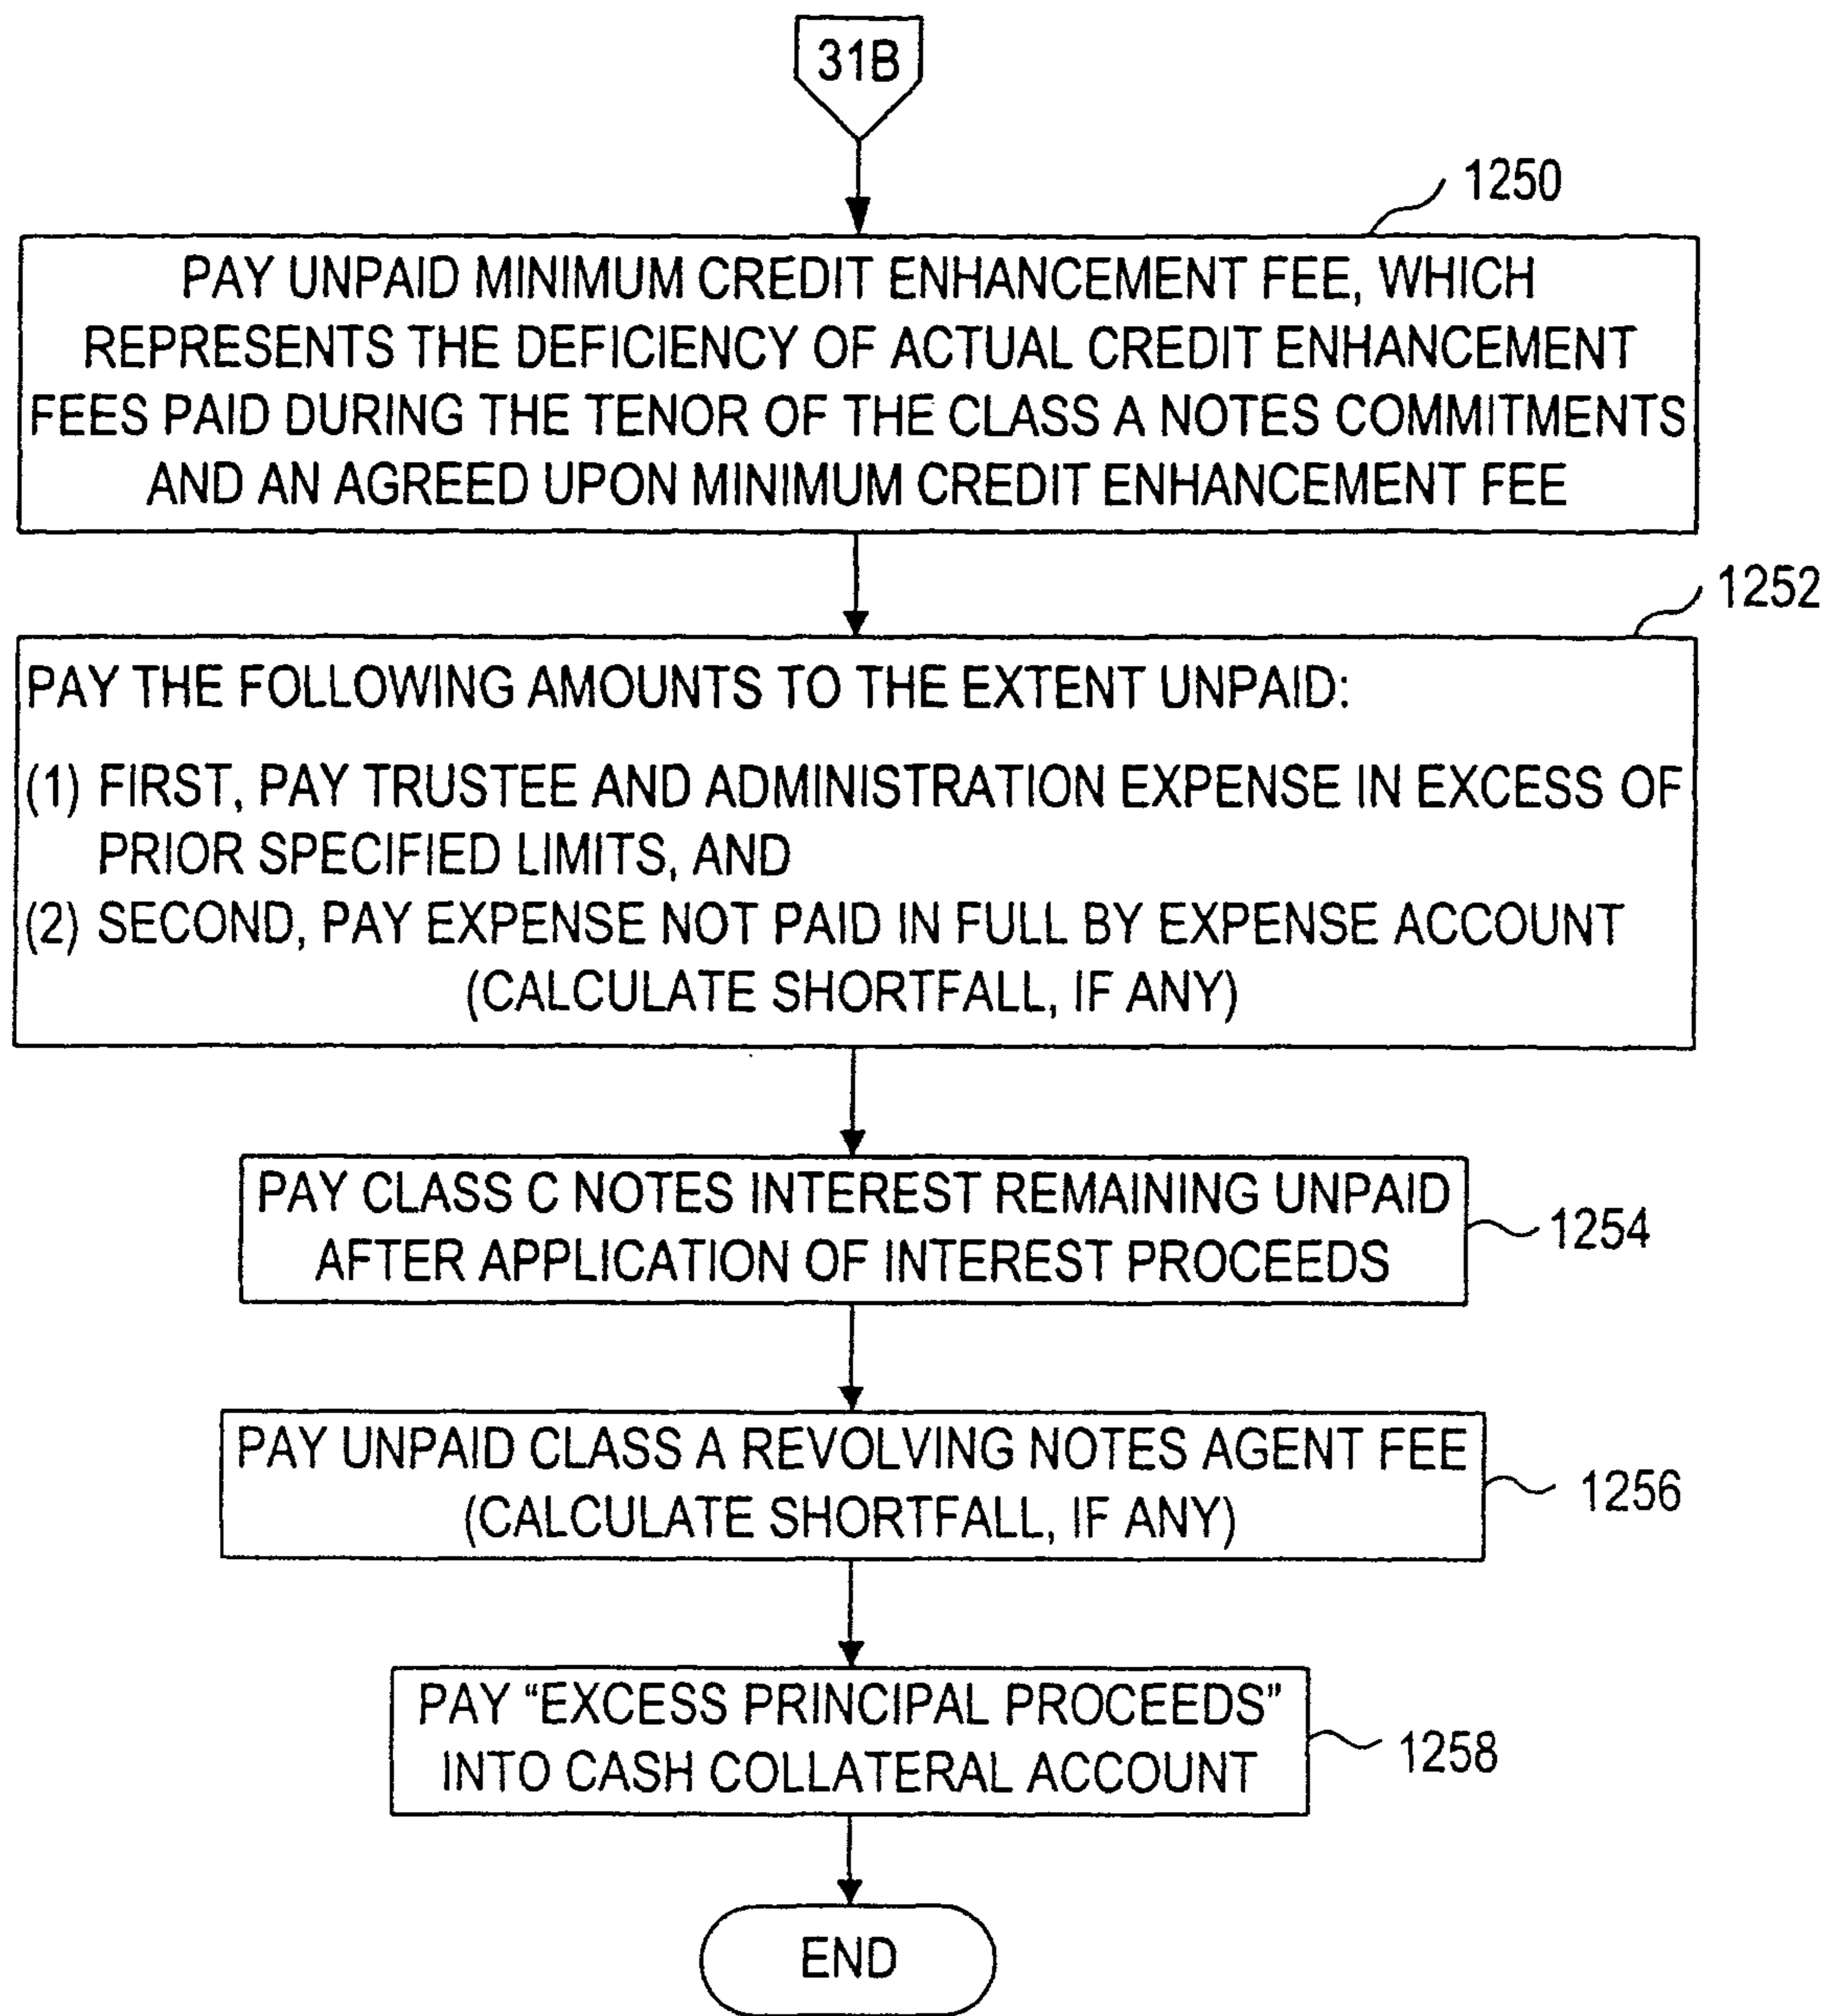 31B
1250
PAY UNPAID MINIMUM CREDIT ENHANCEMENT FEE, WHICH
REPRESENTS THE DEFICIENCY OF ACTUAL CREDIT ENHANCEMENT
FEES PAID DURING THE TENOR OF THE CLASS A NOTES COMMITMENTS
AND AN AGREED UPON MINIMUM CREDIT ENHANCEMENT FEE
1252
PAY THE FOLLOWING AMOUNTS TO THE EXTENT UNPAID:
(1) FIRST, PAY TRUSTEE AND ADMINISTRATION EXPENSE IN EXCESS OF
PRIOR SPECIFIED LIMITS, AND
(2) SECOND, PAY EXPENSE NOT PAID IN FULL BY EXPENSE ACCOUNT
(CALCULATE SHORTFALL, IF ANY)
PAY CLASS C NOTES INTEREST REMAINING UNPAID
AFTER APPLICATION OF INTEREST PROCEEDS
1254
PAY UNPAID CLASS A REVOLVING NOTES AGENT FEE
(CALCULATE SHORTFALL, IF ANY)
1256
PAY “EXCESS PRINCIPAL PROCEEDS”
INTO CASH COLLATERAL ACCOUNT
1258
END